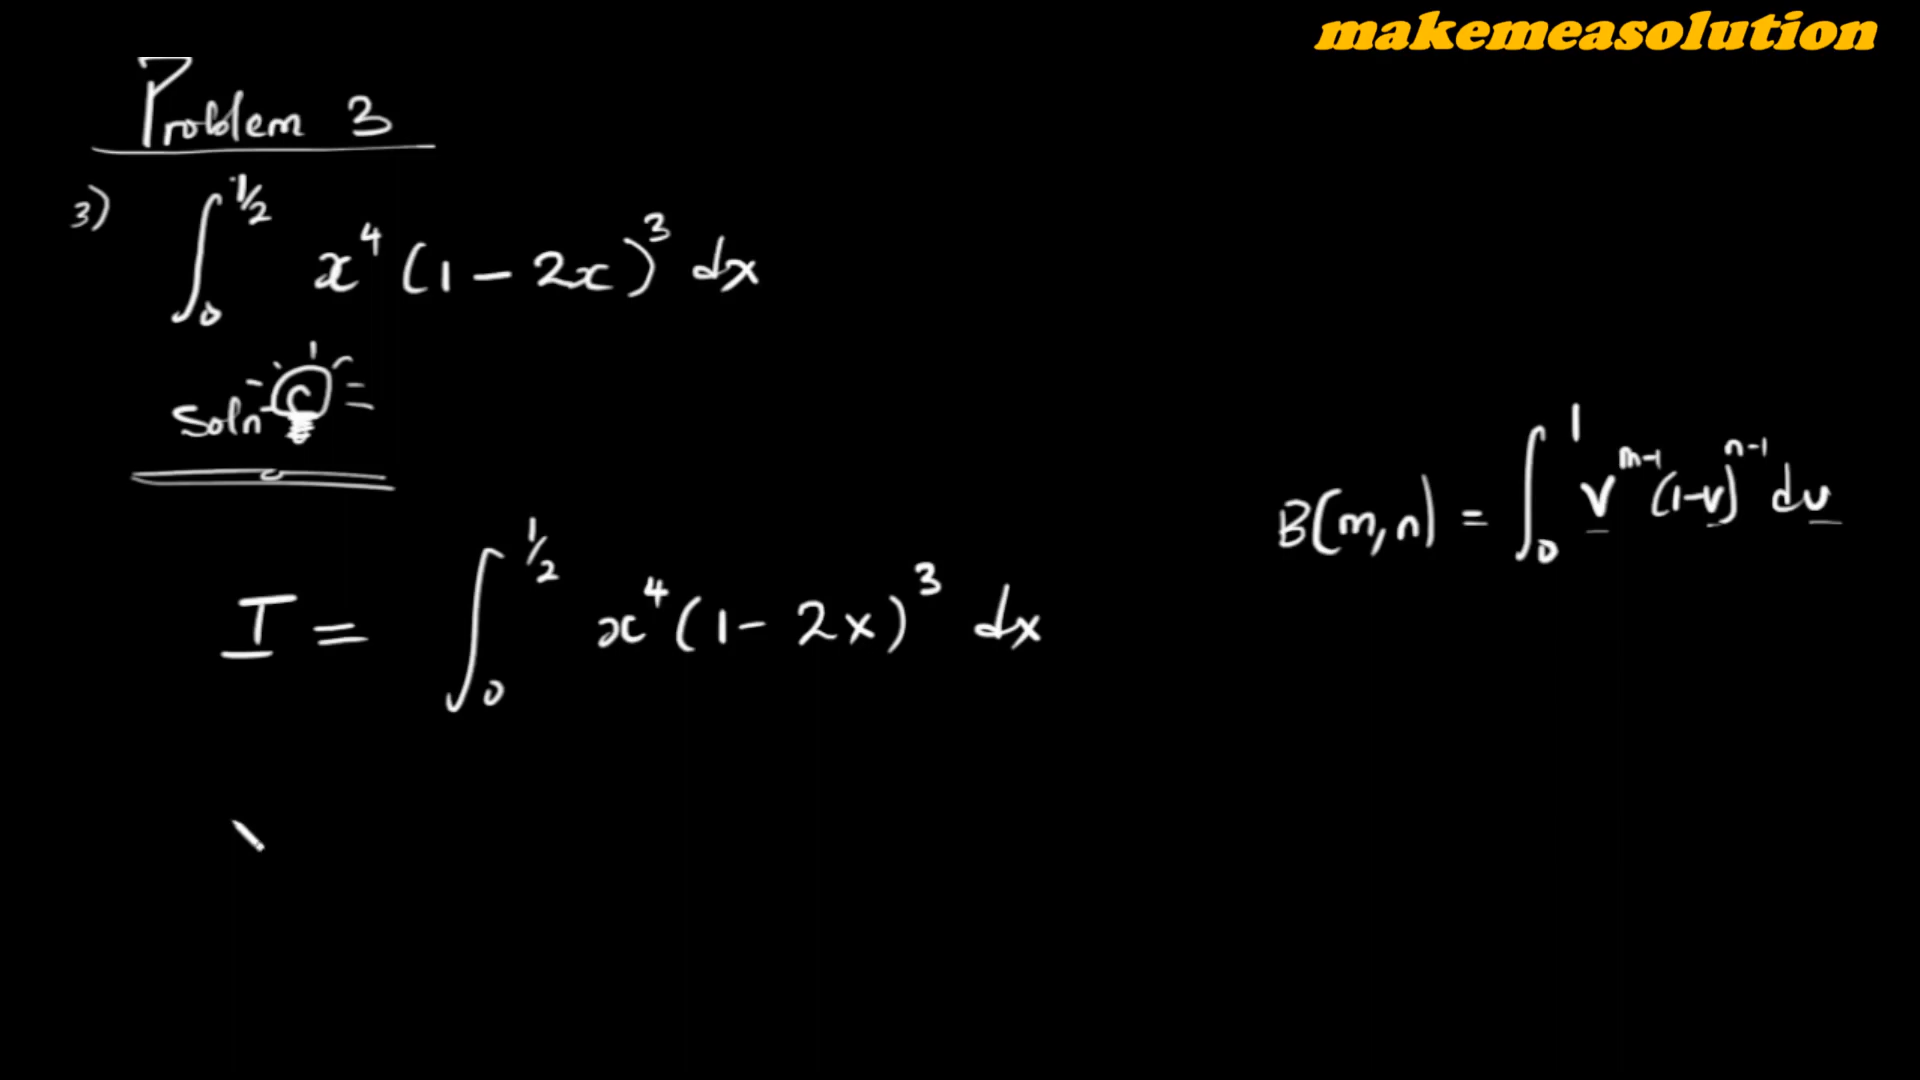 makemeasolution
Problem 3
3) ∫₀^{1/2} x⁴(1 - 2x)³ dx
Soln
I = ∫₀^{1/2} x⁴(1 - 2x)³ dx
B(m,n) = ∫₀¹ v^{m-1} (1-v)^{n-1} dv